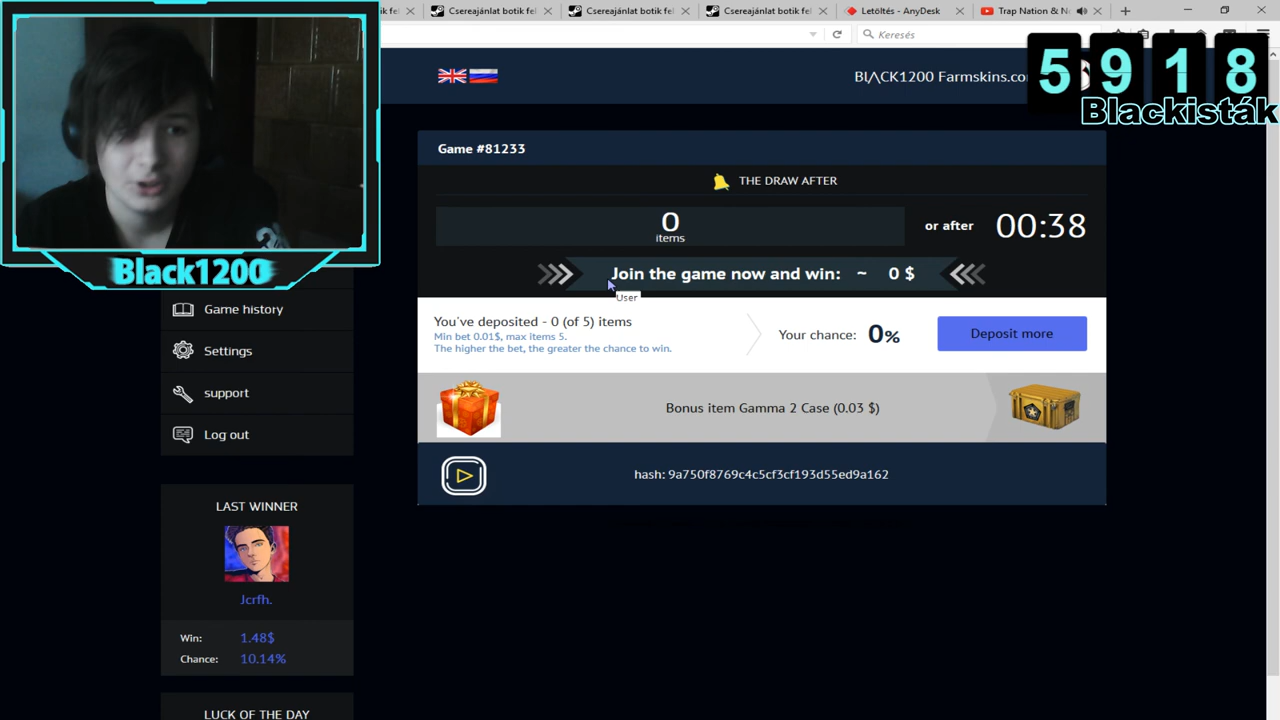 ik fel
Csereajánlat botik fel
Csereajánlat botik fel
Csereajánlat botik fel
Letöltés - AnyDesk
Trap Nation & N
Keresés
5918
Blackisták
BLACK1200 Farmskins.co
Game #81233
THE DRAW AFTER
0
items
or after
00:38
Join the game now and win: ~ 0 $
User
Black1200
You've deposited - 0 (of 5) items
Min bet 0.01$, max items 5.
The higher the bet, the greater the chance to win.
Your chance: 0%
Deposit more
Bonus item Gamma 2 Case (0.03 $)
hash: 9a750f8769c4c5cf3cf193d55ed9a162
Game history
Settings
support
Log out
LAST WINNER
Jcrfh.
Win: 1.48$
Chance: 10.14%
LUCK OF THE DAY